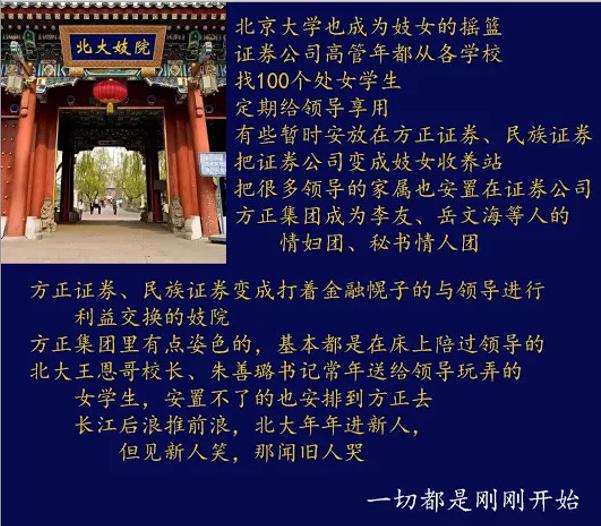 北大妓院
北京大学也成为妓女的摇篮
证券公司高管年都从各学校
找100个处女学生
定期给领导享用
有些暂时安放在方正证券、民族证券
把证券公司变成妓女收养站
把很多领导的家属也安置在证券公司
方正集团成为李友、岳文海等人的
情妇团、秘书情人团
方正证券、民族证券变成打着金融幌子的与领导进行
利益交换的妓院
方正集团里有点姿色的，基本都是在床上陪过领导的
北大王恩哥校长、朱善璐书记常年送给领导玩弄的
女学生，安置不了的也安排到方正去
长江后浪推前浪，北大年年进新人，
但见新人笑，那闻旧人哭
一切都是刚刚开始